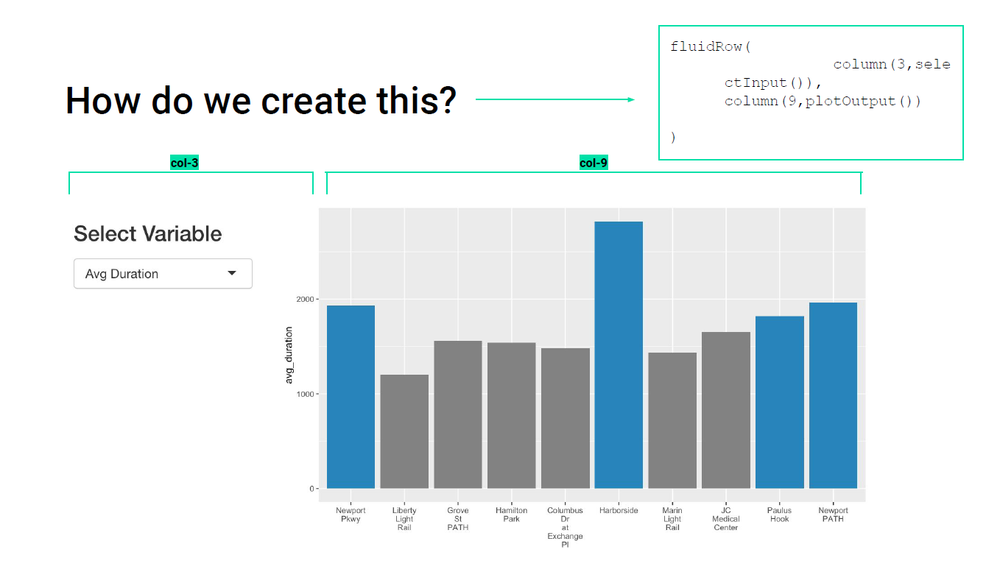 fluidRow(
column(3,sele
ctInput()),
column(9,plotOutput())
)
How do we create this?
col-3
col-9
Select Variable
Avg Duration
avg_duration
2000
1000
0
Newport
Pkwy
Liberty
Light
Rail
Grove
St
PATH
Hamilton
Park
Columbus
Dr
at
Exchange
Pl
Harborside
Marin
Light
Rail
JC
Medical
Center
Paulus
Hook
Newport
PATH